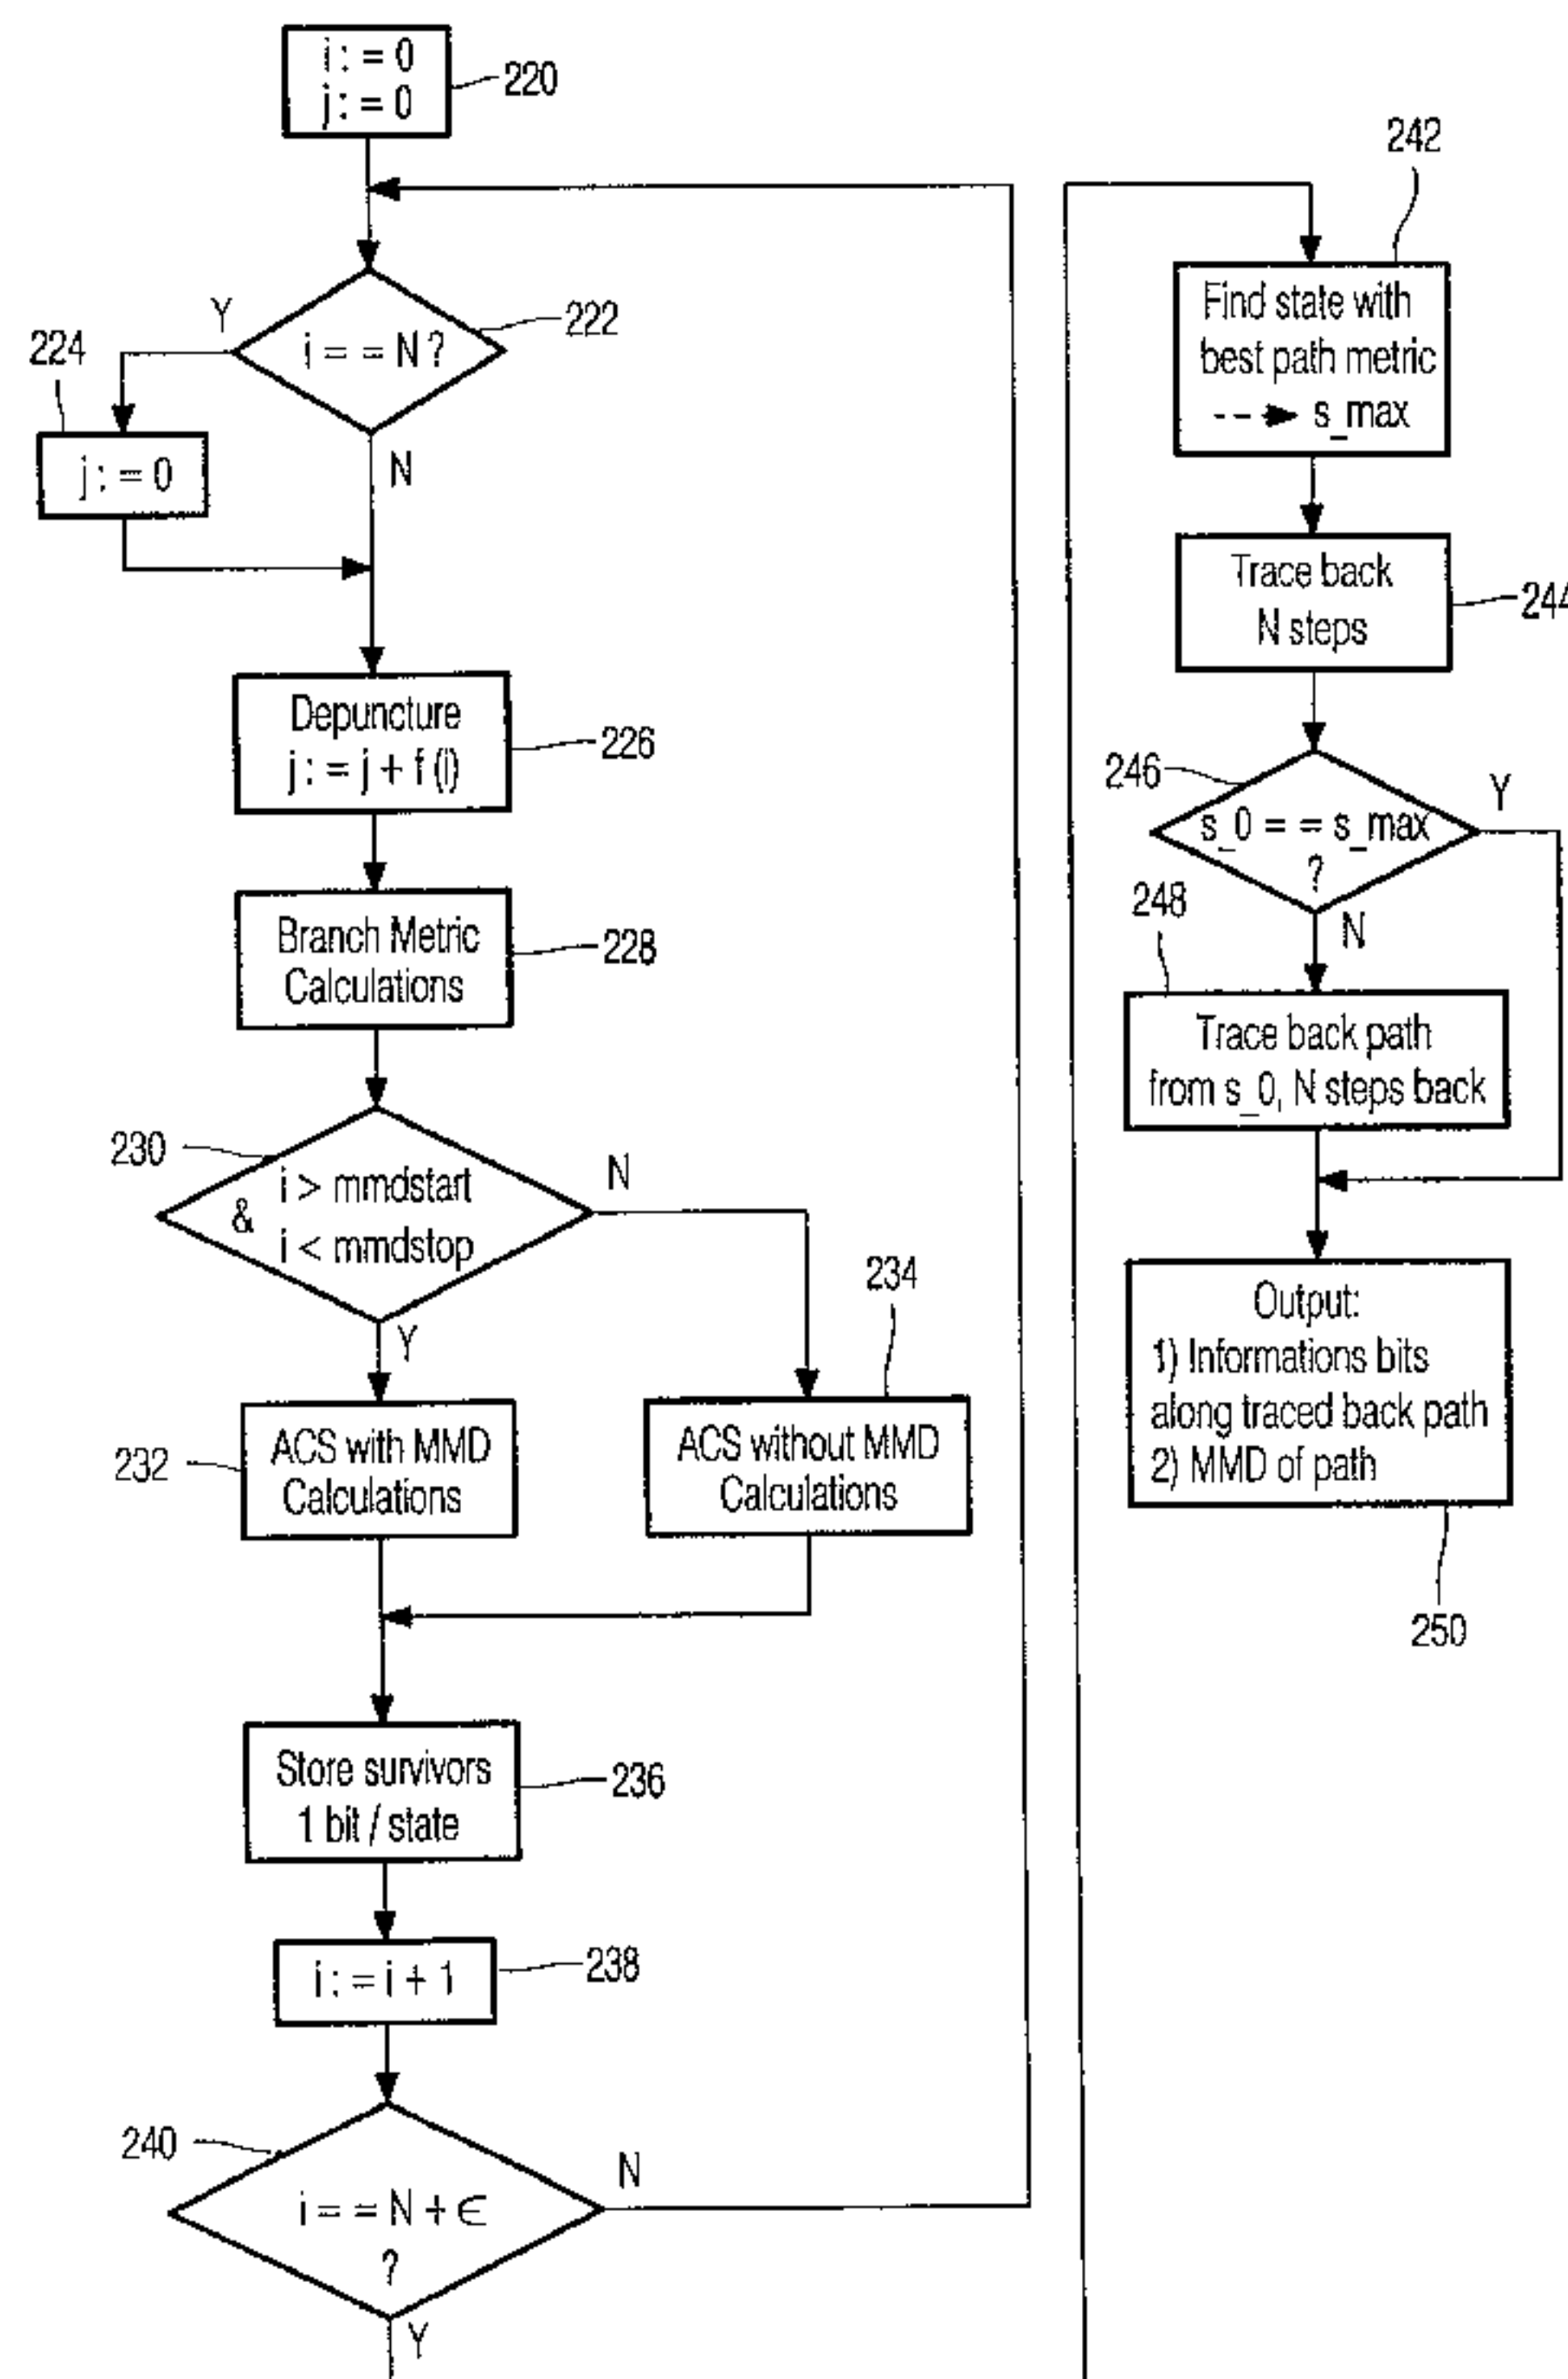 i : = 0
j : = 0
220
i = = N ?
222
Y
N
224
j : = 0
Depuncture
j : = j + f (i)
226
Branch Metric
Calculations
228
230
& i > mmdstart
i < mmdstop
N
Y
232
ACS with MMD
Calculations
234
ACS without MMD
Calculations
Store survivors
1 bit / state
236
i : = i + 1
238
240
i = = N + ∈
?
N
Y
242
Find state with
best path metric
--► s_max
Trace back
N steps
244
246
s_0 = = s_max
?
Y
N
248
Trace back path
from s_0, N steps back
Output:
1) Informations bits
along traced back path
2) MMD of path
250